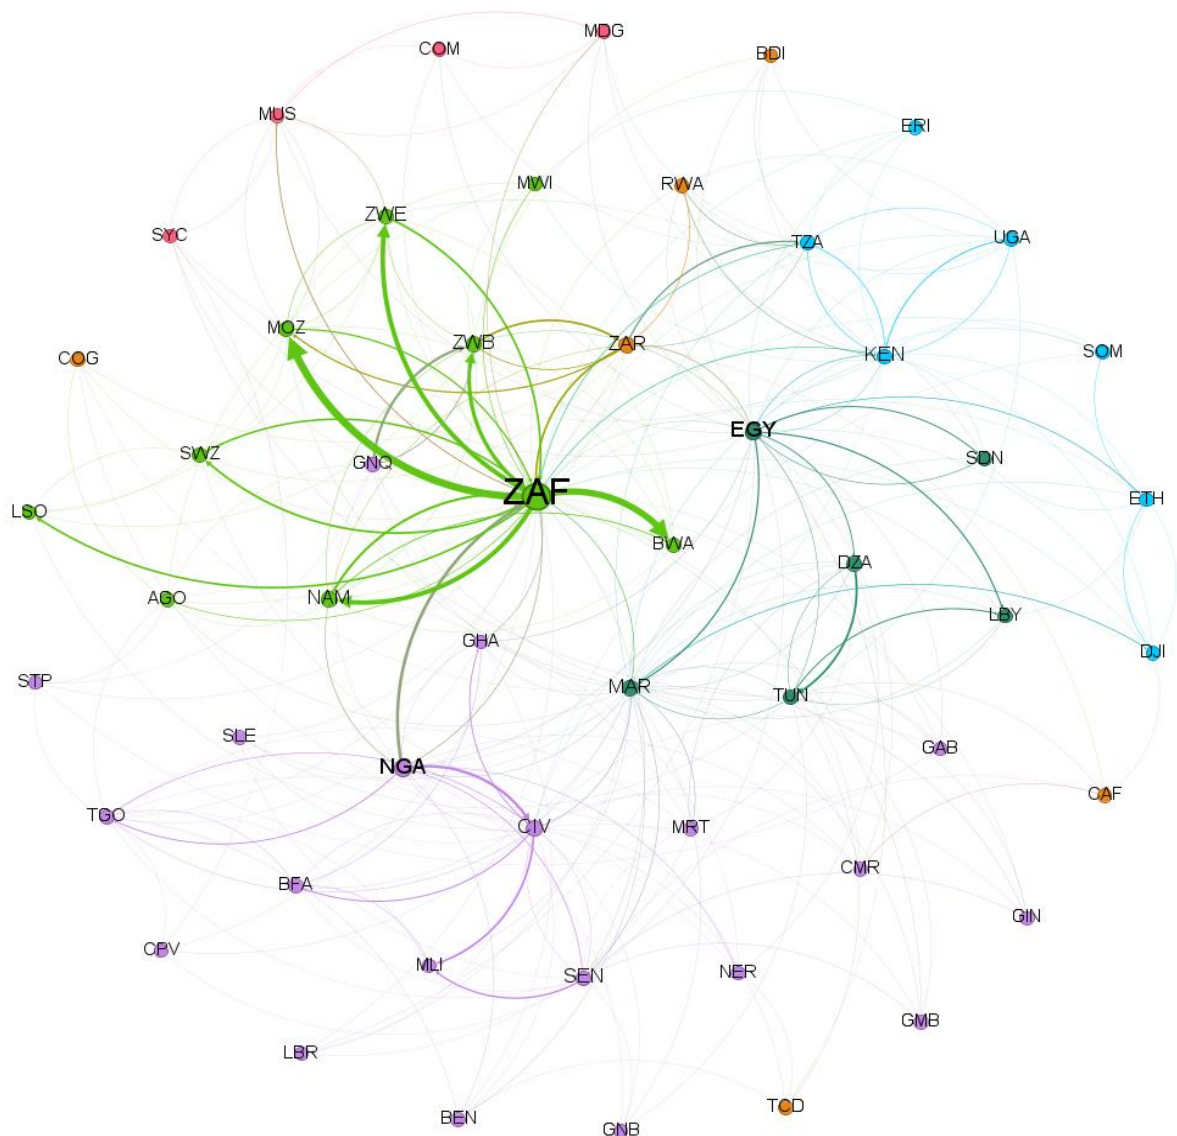 MDG
COM
BDI
MUS
ERI
MWI
RWA
ZWE
SYC
TZA
UGA
MOZ
ZWB
ZAR
COG
KEN
SOM
EGY
SWZ
GNQ
SDN
ZAF
ETH
LSO
BWA
DZA
AGO
NAM
LBY
GHA
DJI
STP
MAR
TUN
SLE
GAB
NGA
CAF
TGO
CIV
MRT
CMR
BFA
GIN
CPV
MLI
SEN
NER
GMB
LBR
TCD
BEN
GNB